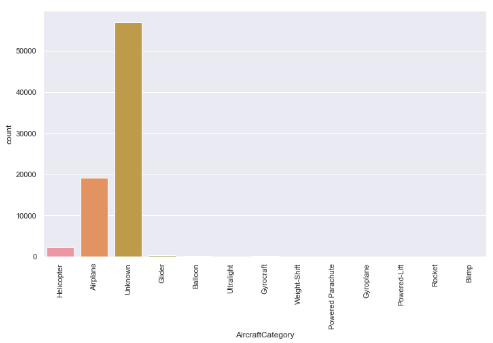 50000
40000
30000
20000
10000
0
count
Helicopter
Airplane
Unknown
Glider
Balloon
Ultralight
Gyrocraft
Weight-Shift
Powered Parachute
Gyroplane
Powered-Lift
Rocket
Blimp
AircraftCategory